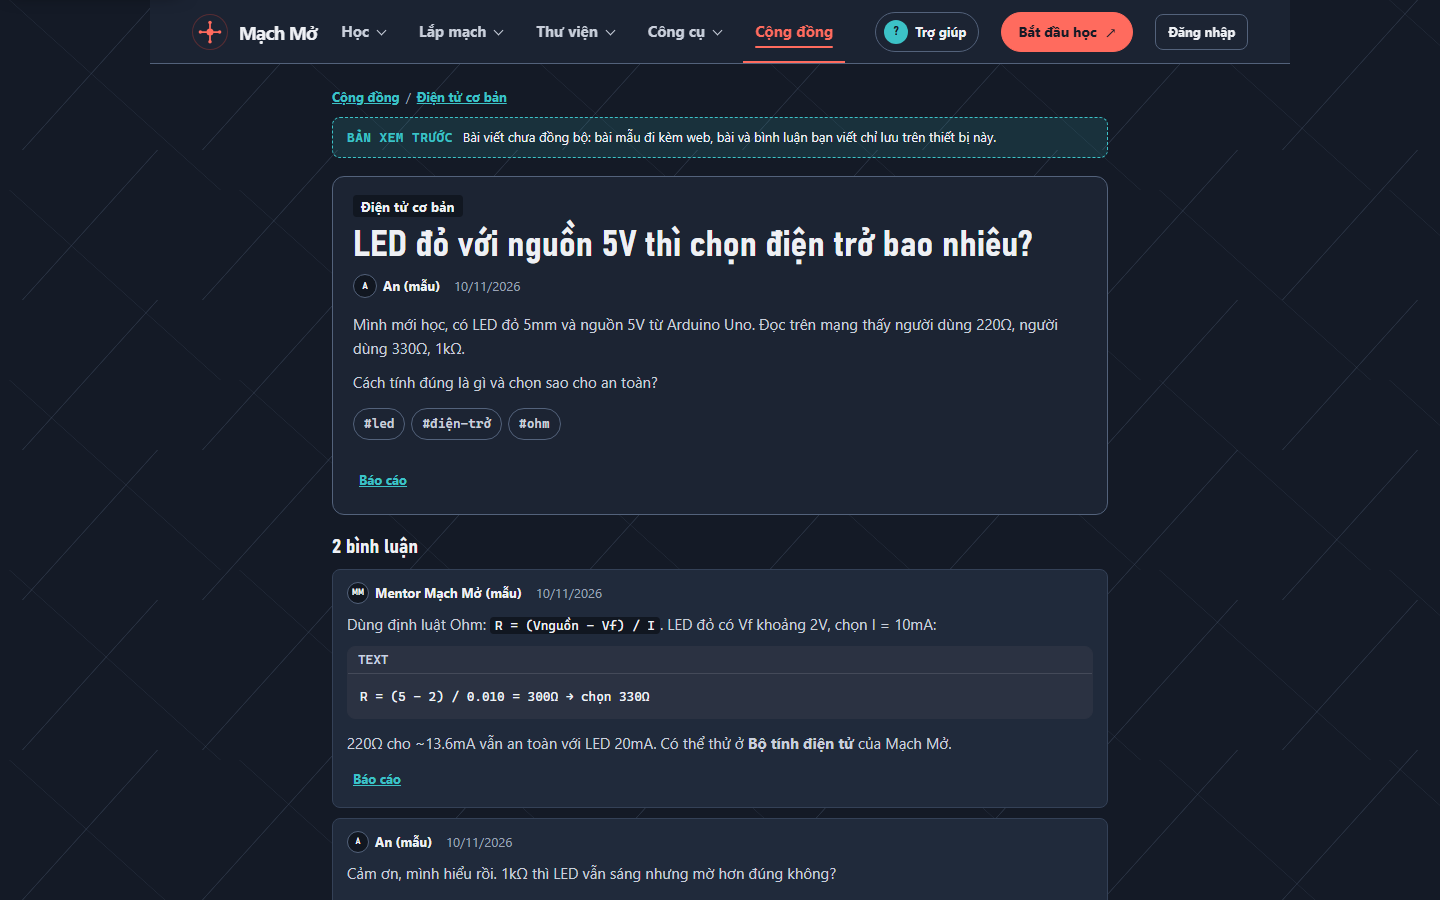 Mạch Mở
Học
Lắp mạch
Thư viện
Công cụ
Cộng đồng
? Trợ giúp
Bắt đầu học ↗
Đăng nhập
Cộng đồng / Điện tử cơ bản
BẢN XEM TRƯỚC Bài viết chưa đồng bộ: bài mẫu đi kèm web, bài và bình luận bạn viết chỉ lưu trên thiết bị này.
Điện tử cơ bản
LED đỏ với nguồn 5V thì chọn điện trở bao nhiêu?
A An (mẫu) 10/11/2026
Mình mới học, có LED đỏ 5mm và nguồn 5V từ Arduino Uno. Đọc trên mạng thấy người dùng 220Ω, người
dùng 330Ω, 1kΩ.
Cách tính đúng là gì và chọn sao cho an toàn?
#led #điện-trở #ohm
Báo cáo
2 bình luận
MM Mentor Mạch Mở (mẫu) 10/11/2026
Dùng định luật Ohm: R = (Vnguồn - Vf) / I. LED đỏ có Vf khoảng 2V, chọn I = 10mA:
TEXT
R = (5 - 2) / 0.010 = 300Ω → chọn 330Ω
220Ω cho ~13.6mA vẫn an toàn với LED 20mA. Có thể thử ở Bộ tính điện tử của Mạch Mở.
Báo cáo
A An (mẫu) 10/11/2026
Cảm ơn, mình hiểu rồi. 1kΩ thì LED vẫn sáng nhưng mờ hơn đúng không?